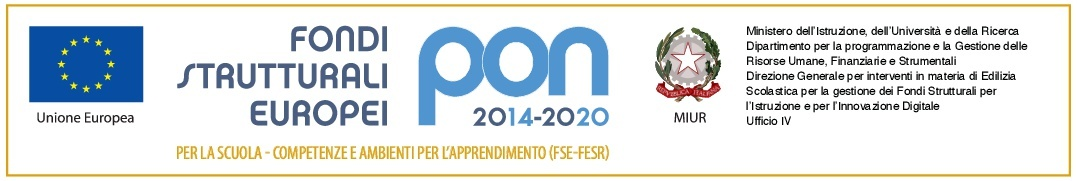 Unione Europea
FONDI
STRUTTURALI
EUROPEI
pon
2014-2020
PER LA SCUOLA - COMPETENZE E AMBIENTI PER L'APPRENDIMENTO (FSE-FESR)
REPVBBLICA ITALIANA
MIUR
Ministero dell'Istruzione, dell'Università e della Ricerca
Dipartimento per la programmazione e la Gestione delle
Risorse Umane, Finanziarie e Strumentali
Direzione Generale per interventi in materia di Edilizia
Scolastica per la gestione dei Fondi Strutturali per
l'Istruzione e per l'Innovazione Digitale
Ufficio IV